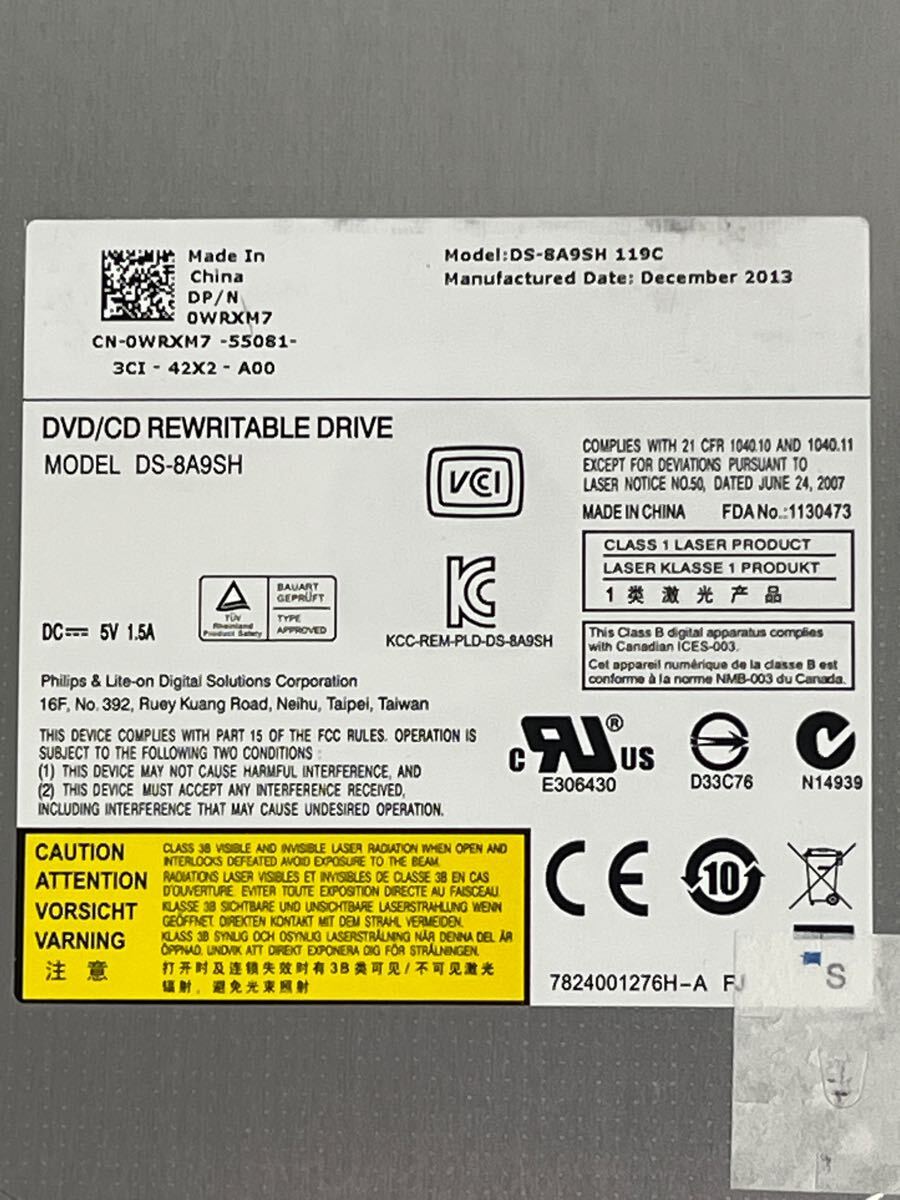 Made In
China
DP/N
0WRXM7
CN-0WRXM7 -55081-
3CI - 42X2 - A00
Model:DS-8A9SH 119C
Manufactured Date: December 2013
DVD/CD REWRITABLE DRIVE
MODEL DS-8A9SH
VCI
COMPLIES WITH 21 CFR 1040.10 AND 1040.11
EXCEPT FOR DEVIATIONS PURSUANT TO
LASER NOTICE NO.50, DATED JUNE 24, 2007
MADE IN CHINA FDA No.:1130473
CLASS 1 LASER PRODUCT
LASER KLASSE 1 PRODUKT
1 类 激 光 产 品
DC 5V 1.5A
TÜV
Rheinland
Product Safety
BAUART
GEPRÜFT
TYPE
APPROVED
KCC-REM-PLD-DS-8A9SH
This Class B digital apparatus complies
with Canadian ICES-003.
Cet appareil numérique de la classe B est
conforme à la norme NMB-003 du Canada.
Philips & Lite-on Digital Solutions Corporation
16F, No. 392, Ruey Kuang Road, Neihu, Taipei, Taiwan
THIS DEVICE COMPLIES WITH PART 15 OF THE FCC RULES. OPERATION IS
SUBJECT TO THE FOLLOWING TWO CONDITIONS :
(1) THIS DEVICE MAY NOT CAUSE HARMFUL INTERFERENCE, AND
(2) THIS DEVICE MUST ACCEPT ANY INTERFERENCE RECEIVED,
INCLUDING INTERFERENCE THAT MAY CAUSE UNDESIRED OPERATION.
C RU ® US
E306430
D33C76
N14939
CAUTION CLASS 3B VISIBLE AND INVISIBLE LASER RADIATION WHEN OPEN AND
INTERLOCKS DEFEATED AVOID EXPOSURE TO THE BEAM.
ATTENTION RADIATIONS LASER VISIBLES ET INVISIBLES DE CLASSE 3B EN CAS
D'OUVERTURE. EVITER TOUTE EXPOSITION DIRECTE AU FAISCEAU.
VORSICHT KLASSE 3B SICHTBARE UND UNSICHTBARE LASERSTRAHLUNG WENN
GEÖFFNET. DIREKTEN KONTAKT MIT DEM STRAHL VERMEIDEN.
VARNING KLASS 3B SYNLIG OCH OSYNLIG LASERSTRÅLNING NÄR DENNA DEL ÄR
ÖPPNAD. UNDVIK ATT DIREKT EXPONERA DIG FÖR STRÅLNING.
注 意 打开时及连锁失效时有3B类可见/不可见激光
辐射。避免光束照射
CE
10
7824001276H-A FJ
S